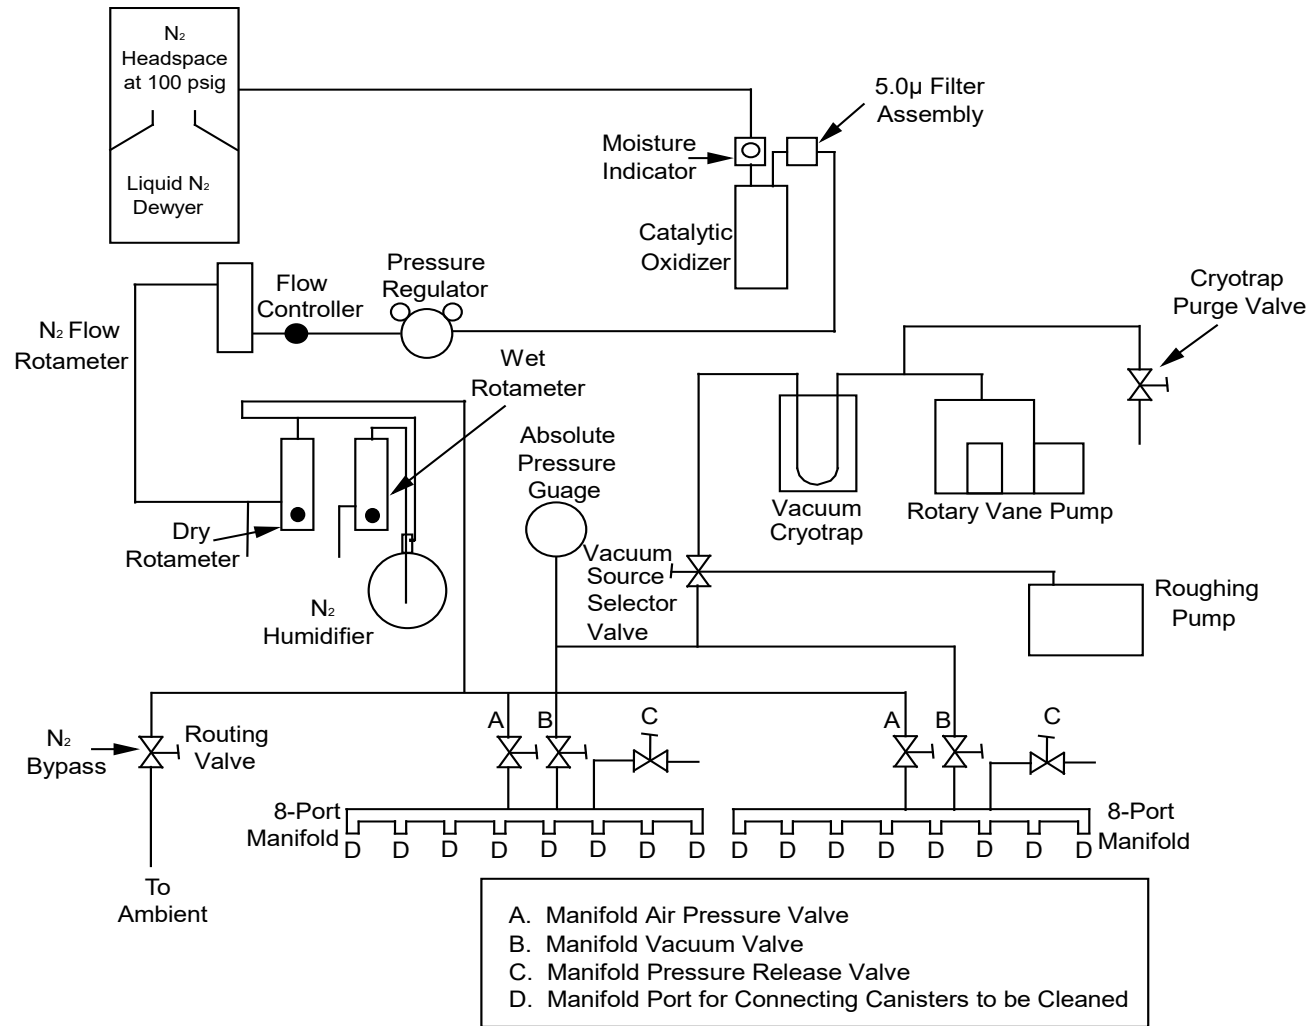 N₂
Headspace
at 100 psig
Liquid N₂
Dewyer
5.0µ Filter
Assembly
Moisture
Indicator
Catalytic
Oxidizer
Cryotrap
Purge Valve
Pressure
Regulator
Flow
Controller
N₂ Flow
Rotameter
Wet
Rotameter
Absolute
Pressure
Guage
Vacuum
Cryotrap
Rotary Vane Pump
Dry
Rotameter
Vacuum
Source
Selector
Valve
Roughing
Pump
N₂
Humidifier
N₂
Bypass
Routing
Valve
A
B
C
A
B
C
8-Port
Manifold
D D D D D D D D
D D D D D D D D
8-Port
Manifold
To
Ambient
A. Manifold Air Pressure Valve
B. Manifold Vacuum Valve
C. Manifold Pressure Release Valve
D. Manifold Port for Connecting Canisters to be Cleaned